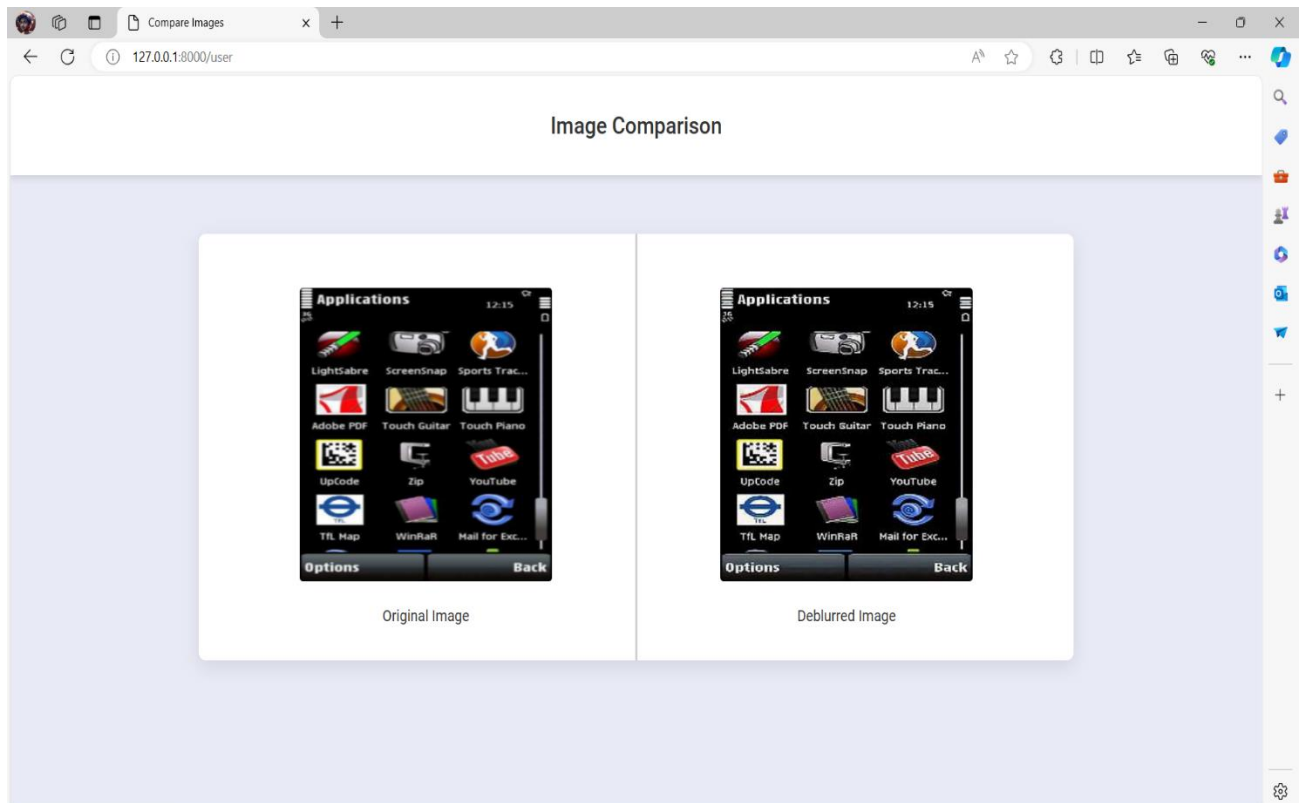 Compare Images
127.0.0.1:8000/user
Image Comparison
Applications
12:15
LightSabre ScreenSnap Sports Trac...
Adobe PDF Touch Guitar Touch Piano
UpCode Zip YouTube
TfL Map WinRaR Mail for Exc...
Options Back
Original Image
Applications
12:15
LightSabre ScreenSnap Sports Trac...
Adobe PDF Touch Guitar Touch Piano
UpCode Zip YouTube
TfL Map WinRaR Mail for Exc...
Options Back
Deblurred Image